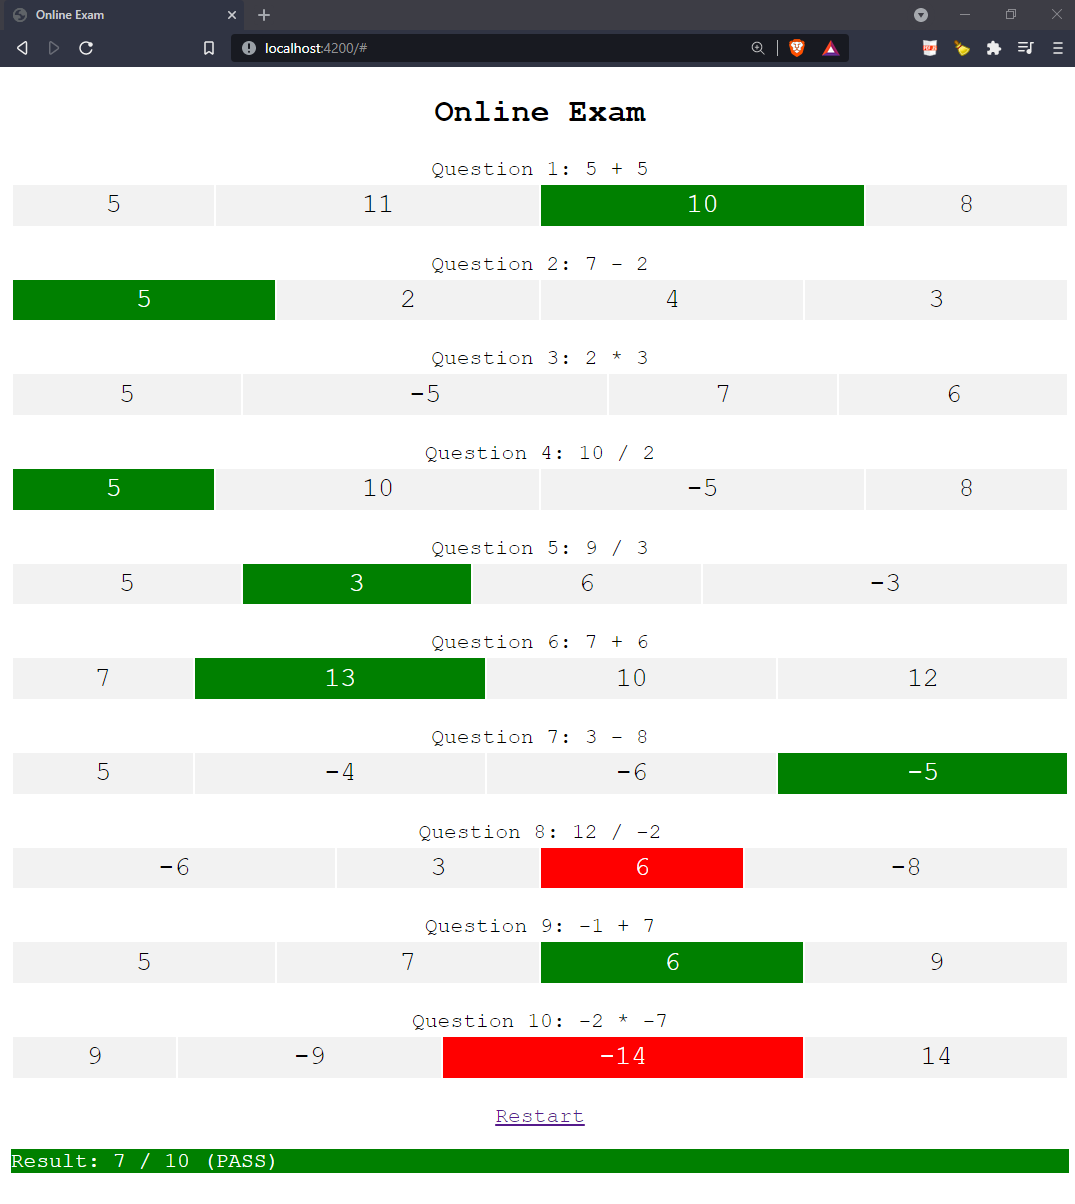 Online Exam
localhost:4200/#
Online Exam
Question 1: 5 + 5
5 11 10 8
Question 2: 7 - 2
5 2 4 3
Question 3: 2 * 3
5 -5 7 6
Question 4: 10 / 2
5 10 -5 8
Question 5: 9 / 3
5 3 6 -3
Question 6: 7 + 6
7 13 10 12
Question 7: 3 - 8
5 -4 -6 -5
Question 8: 12 / -2
-6 3 6 -8
Question 9: -1 + 7
5 7 6 9
Question 10: -2 * -7
9 -9 -14 14
Restart
Result: 7 / 10 (PASS)